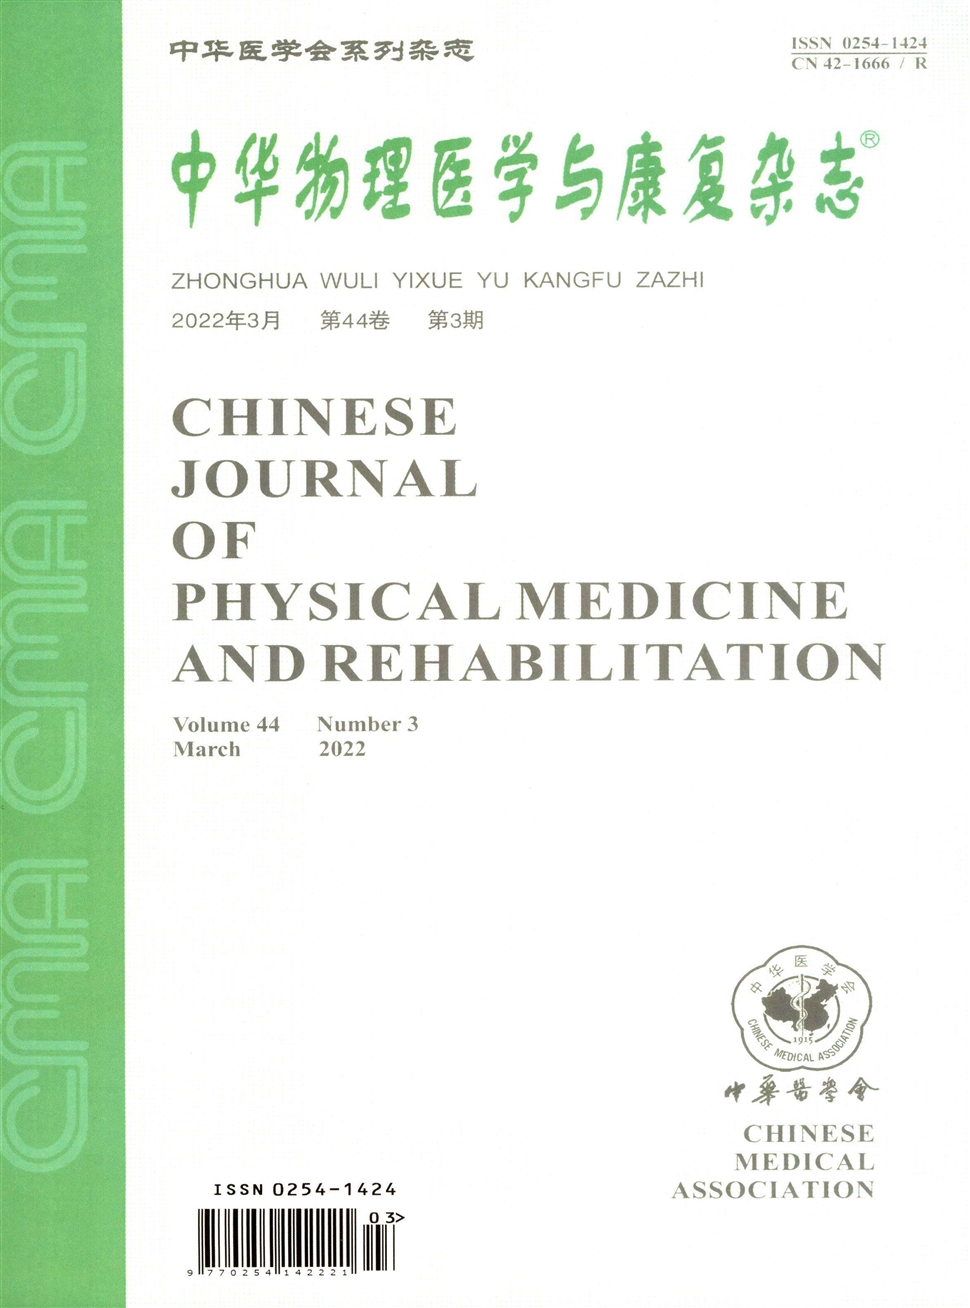 中华医学会系列杂志
ISSN 0254-1424
CN 42-1666 / R
中华物理医学与康复杂志®
ZHONGHUA WULI YIXUE YU KANGFU ZAZHI
2022年3月 第44卷 第3期
CHINESE
JOURNAL
OF
PHYSICAL MEDICINE
AND REHABILITATION
Volume 44 Number 3
March 2022
CMA CMA CMA
中华医学会
1915
CHINESE MEDICAL ASSOCIATION
中華醫學會
CHINESE
MEDICAL
ASSOCIATION
ISSN 0254-1424
03>
9 770254 142221